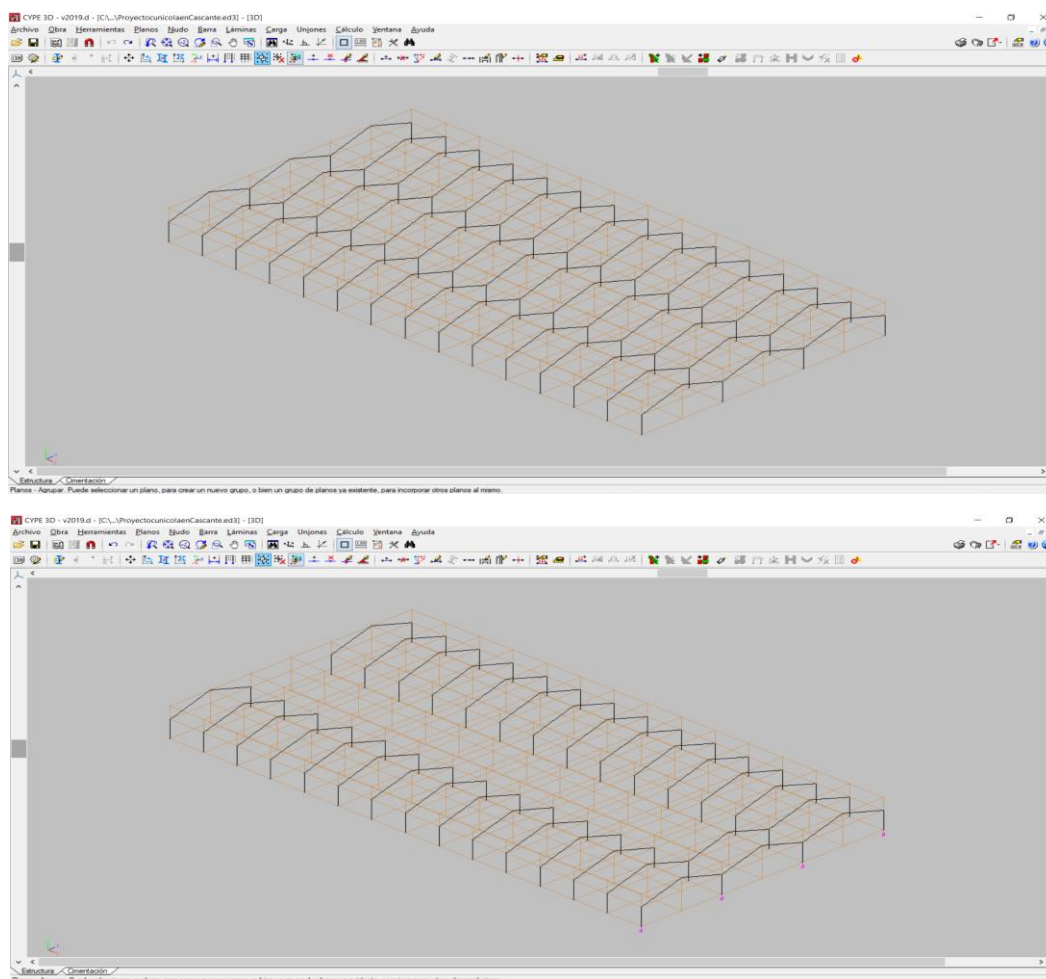 CYPE 3D - v2019.d - [C:\...\ProyectocunicolaenCascante.ed3] - [3D]
Archivo Obra Herramientas Planos Nudo Barra Láminas Carga Uniones Cálculo Ventana Ayuda
Estructura Cimentación
Planos - Agrupar. Puede seleccionar un plano, para crear un nuevo grupo, o bien un grupo de planos ya existente, para incorporar otros planos al mismo.
CYPE 3D - v2019.d - [C:\...\ProyectocunicolaenCascante.ed3] - [3D]
Archivo Obra Herramientas Planos Nudo Barra Láminas Carga Uniones Cálculo Ventana Ayuda
Estructura Cimentación